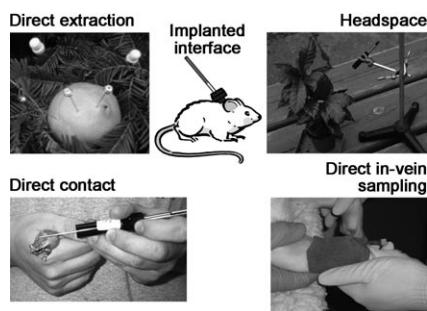 Direct extraction
Implanted
interface
Headspace
Direct contact
Direct in-vein
sampling